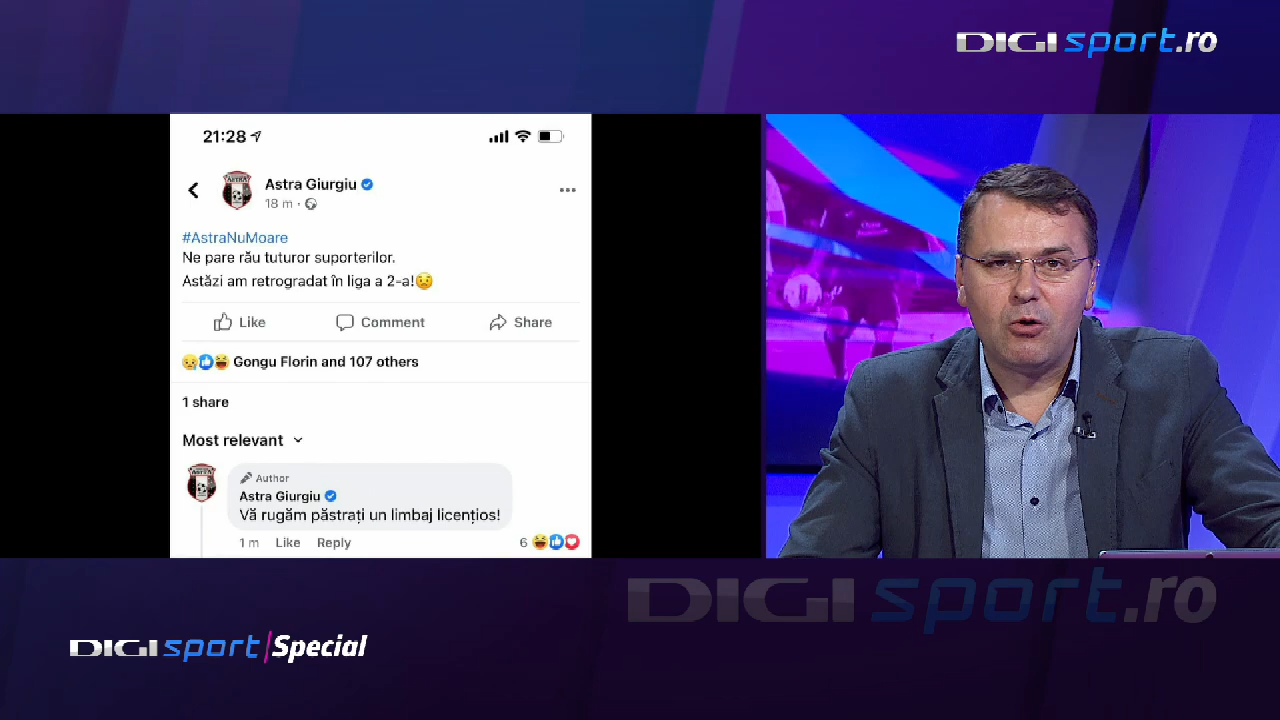 DIGI sport.ro
21:28
Astra Giurgiu
18 m
#AstraNuMoare
Ne pare rău tuturor suporterilor.
Astăzi am retrogradat în liga a 2-a!😟
Like Comment Share
Gongu Florin and 107 others
1 share
Most relevant
ASTRA
Author
Astra Giurgiu
Vă rugăm păstrați un limbaj licențios!
1 m Like Reply 6
DIGI sport.ro
DIGI sport|Special